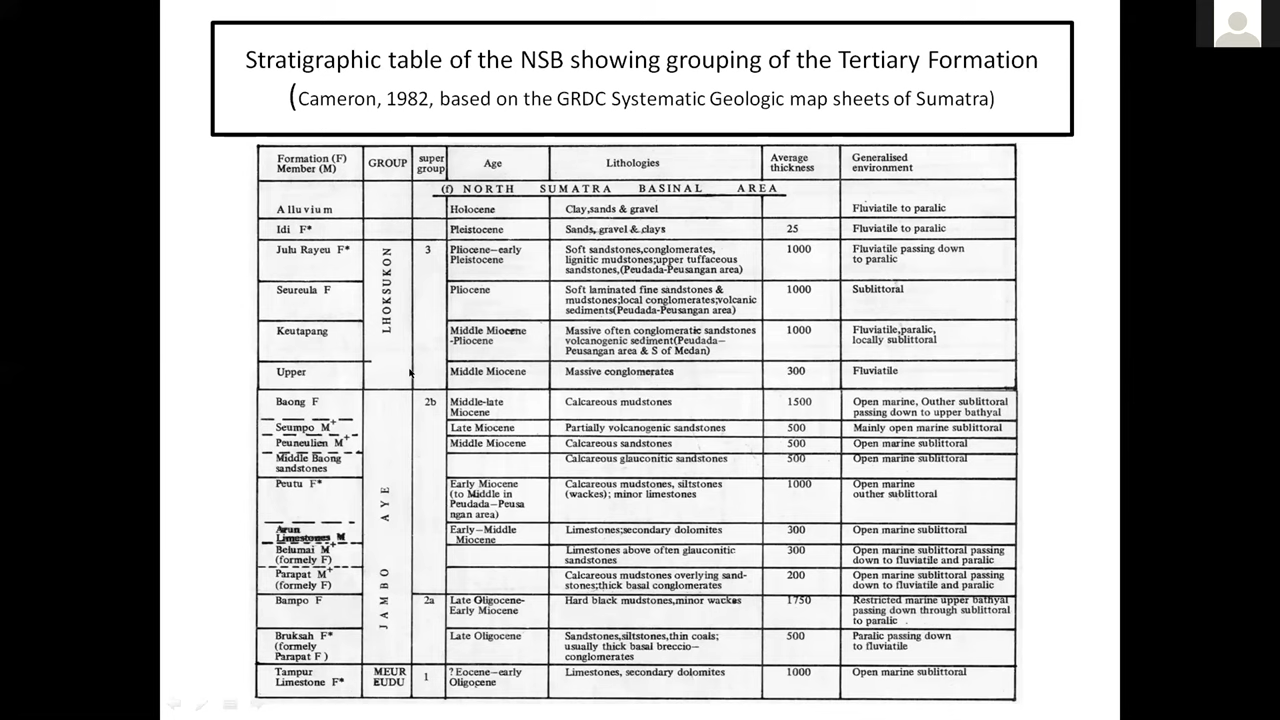 Stratigraphic table of the NSB showing grouping of the Tertiary Formation
(Cameron, 1982, based on the GRDC Systematic Geologic map sheets of Sumatra)
Formation (F) Member (M) GROUP super group Age Lithologies Average thickness Generalised environment
(f) NORTH SUMATRA BASINAL AREA
Alluvium Holocene Clay,sands & gravel Fluviatile to paralic
Idi F* Pleistocene Sands, gravel & clays 25 Fluviatile to paralic
LHOKSUKON
Julu Rayeu F* 3 Pliocene—early Soft sandstones,conglomerates, 1000 Fluviatile passing down
Pleistocene lignitic mudstones;upper tuffaceous to paralic
sandstones,(Peudada-Peusangan area)
Seureula F Pliocene Soft laminated fine sandstones & 1000 Sublittoral
mudstones;local conglomerates;volcanic
sediments(Peudada-Peusangan area)
Keutapang Middle Miocene Massive often conglomeratic sandstones 1000 Fluviatile,paralic,
-Pliocene volcanogenic sediment(Peudada— locally sublittoral
Peusangan area & S of Medan)
Upper Middle Miocene Massive conglomerates 300 Fluviatile
JAMBO AYE
Baong F 2b Middle-late Calcareous mudstones 1500 Open marine, Outher sublittoral
Miocene passing down to upper bathyal
Seumpo M+ Late Miocene Partially volcanogenic sandstones 500 Mainly open marine sublittoral
Peuneulien M+ Middle Miocene Calcareous sandstones 500 Open marine sublittoral
Middle Baong Calcareous glauconitic sandstones 500 Open marine sublittoral
sandstones
Peutu F* Early Miocene Calcareous mudstones, siltstones 1000 Open marine
(to Middle in (wackes); minor limestones outher sublittoral
Peudada—Peusa
ngan area)
Arun Early—Middle Limestones;secondary dolomites 300 Open marine sublittoral
Limestones M Miocene
Belumai M+ Limestones above often glauconitic 300 Open marine sublittoral passing
(formely F) sandstones down to fluviatile and paralic
Parapat M+ Calcareous mudstones overlying sand- 200 Open marine sublittoral passing
(formely F) stones;thick basal conglomerates down to fluviatile and paralic
Bampo F 2a Late Oligocene- Hard black mudstones,minor wackes 1750 Restricted marine upper bathyal
Early Miocene passing down through sublittoral
to paralic .
Bruksah F* Late Oligocene Sandstones,siltstones,thin coals; 500 Paralic passing down
(formely usually thick basal breccio— to fluviatile
Parapat F ) conglomerates
Tampur MEUR 1 ? Eocene—early Limestones, secondary dolomites 1000 Open marine sublittoral
Limestone F* EUDU Oligocene